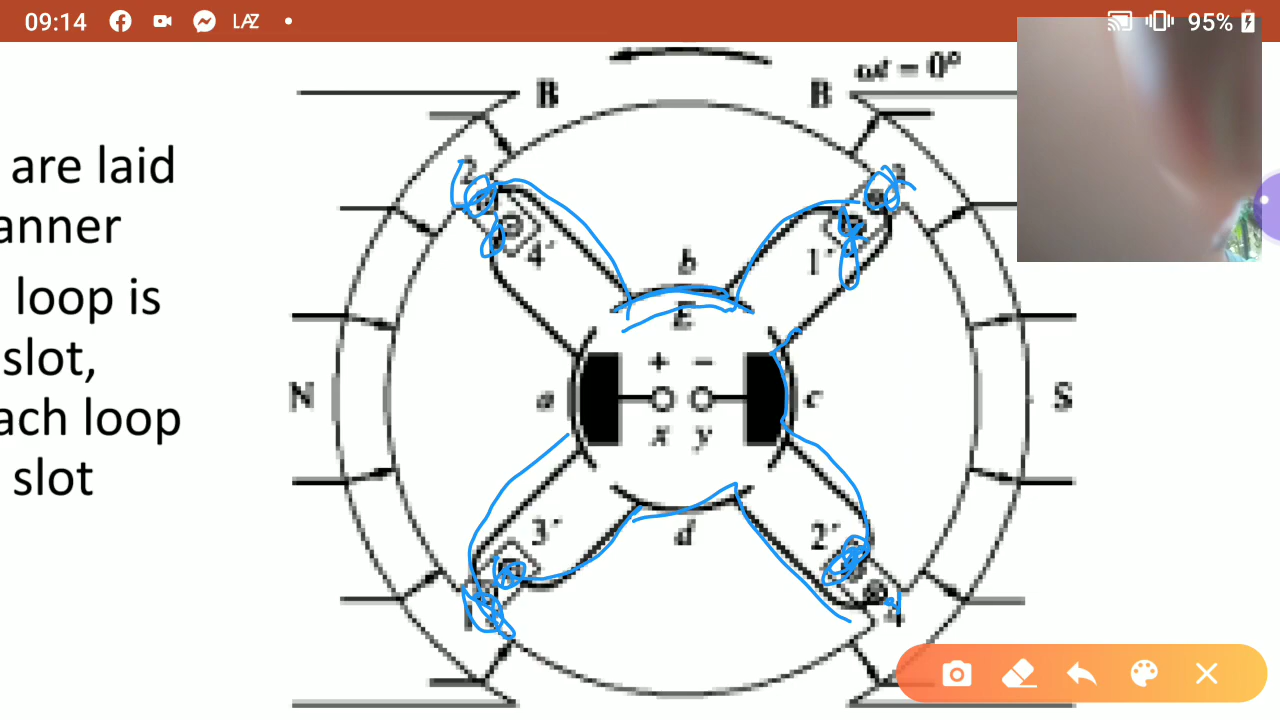 09:14 LAZ 95%
B B ωt = 0°
are laid
anner
loop is
slot,
ach loop
slot
2 3
4´ 1´
b
E
+ −
N a c S
x y
3´ 2´
d
1 4